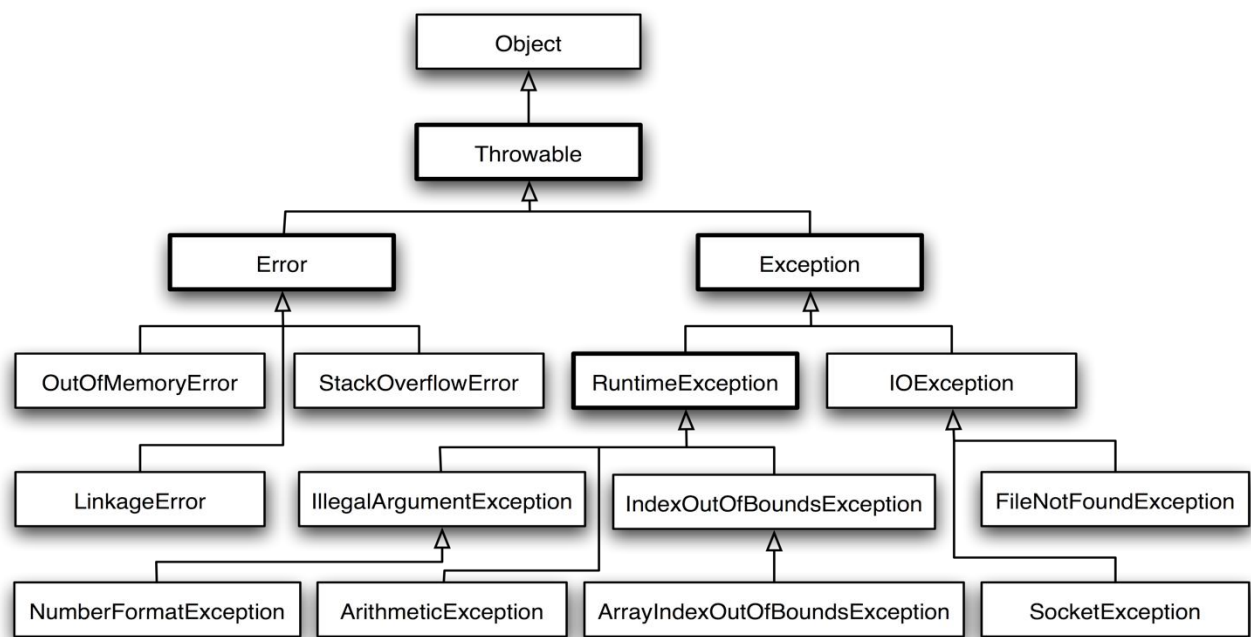 Object
Throwable
Error
Exception
OutOfMemoryError
StackOverflowError
RuntimeException
IOException
LinkageError
IllegalArgumentException
IndexOutOfBoundsException
FileNotFoundException
NumberFormatException
ArithmeticException
ArrayIndexOutOfBoundsException
SocketException